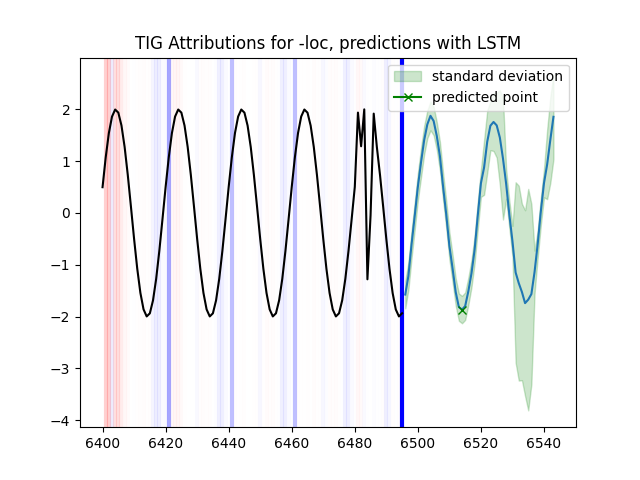 TIG Attributions for -loc, predictions with LSTM
standard deviation
predicted point
2
1
0
−1
−2
−3
−4
6400 6420 6440 6460 6480 6500 6520 6540